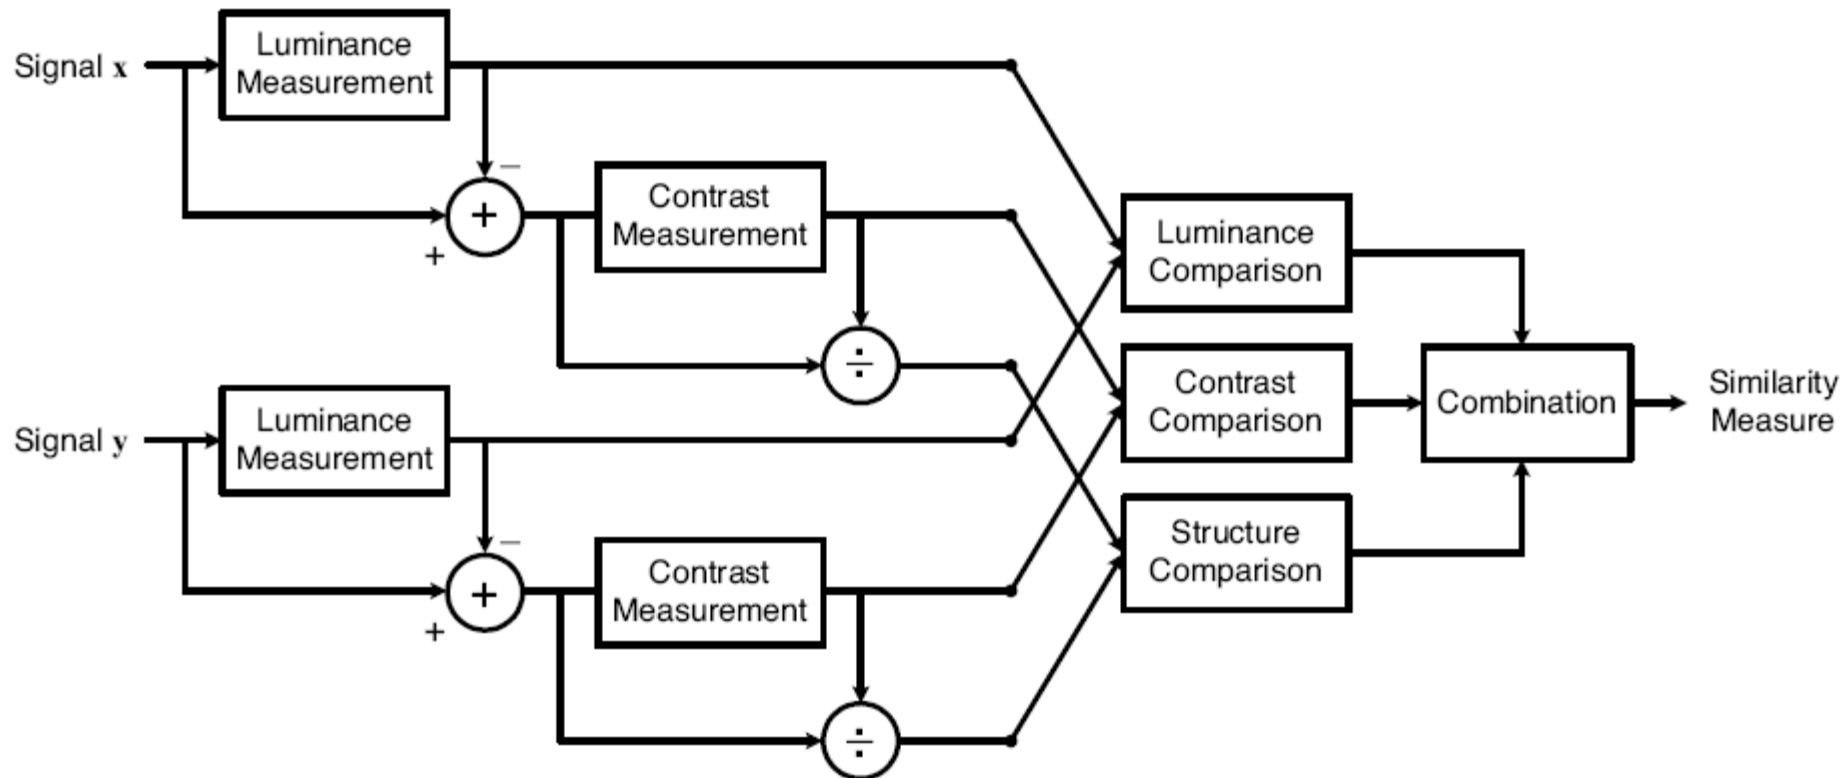 Signal x
Luminance
Measurement
−
+
+
Contrast
Measurement
÷
Signal y
Luminance
Measurement
−
+
+
Contrast
Measurement
÷
Luminance
Comparison
Contrast
Comparison
Structure
Comparison
Combination
Similarity
Measure